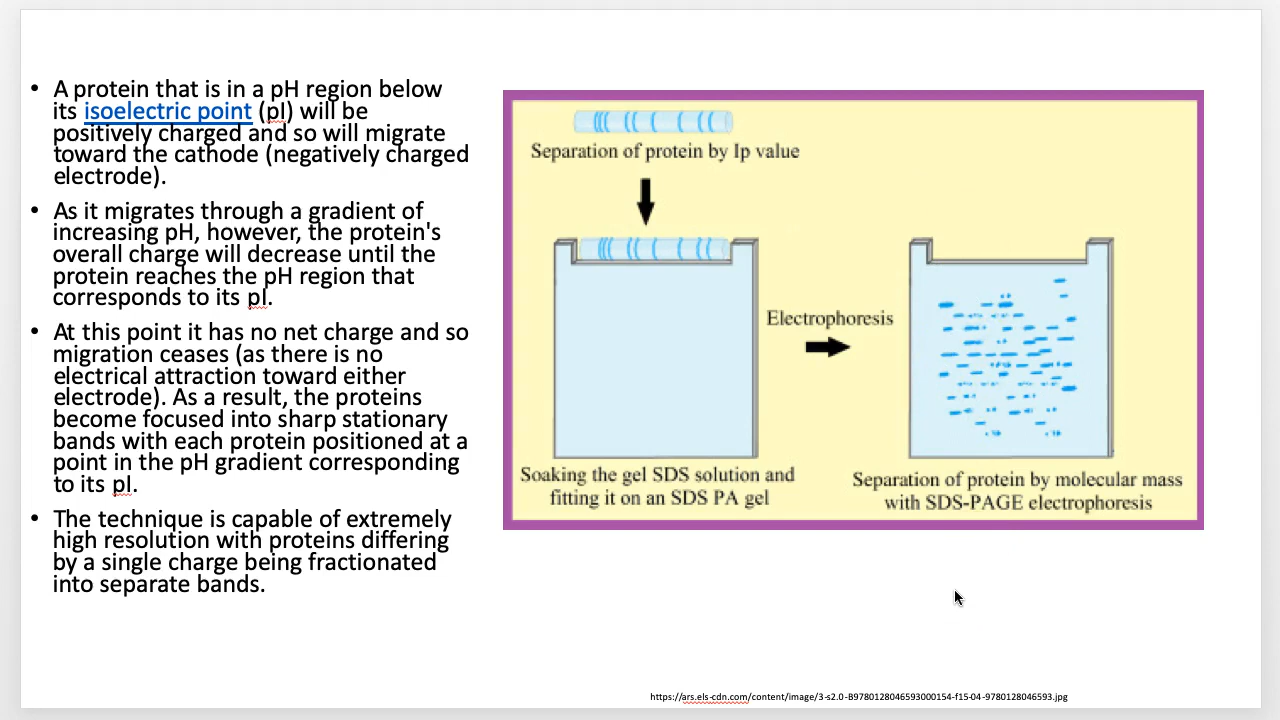 • A protein that is in a pH region below
its isoelectric point (pI) will be
positively charged and so will migrate
toward the cathode (negatively charged
electrode).
• As it migrates through a gradient of
increasing pH, however, the protein's
overall charge will decrease until the
protein reaches the pH region that
corresponds to its pI.
• At this point it has no net charge and so
migration ceases (as there is no
electrical attraction toward either
electrode). As a result, the proteins
become focused into sharp stationary
bands with each protein positioned at a
point in the pH gradient corresponding
to its pI.
• The technique is capable of extremely
high resolution with proteins differing
by a single charge being fractionated
into separate bands.
Separation of protein by Ip value
Electrophoresis
Soaking the gel SDS solution and
fitting it on an SDS PA gel
Separation of protein by molecular mass
with SDS-PAGE electrophoresis
https://ars.els-cdn.com/content/image/3-s2.0-B9780128046593000154-f15-04-9780128046593.jpg